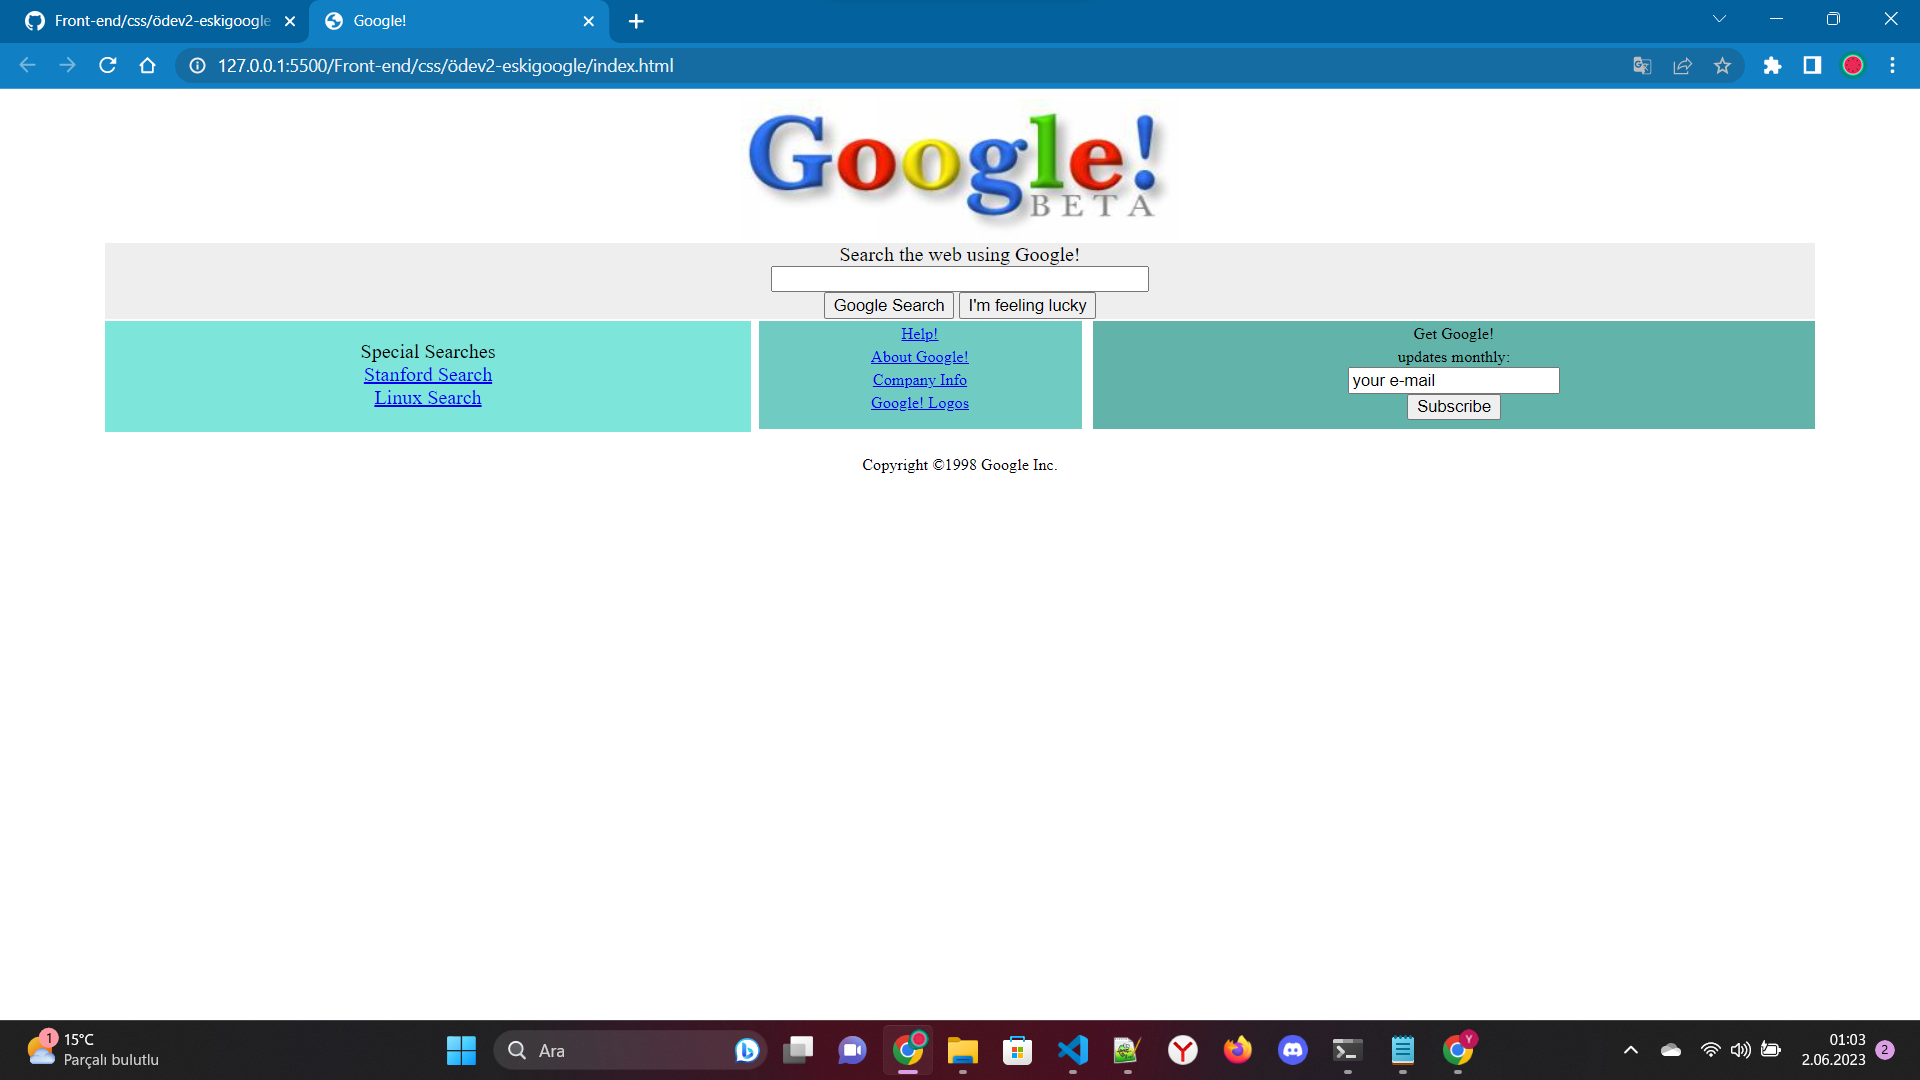 Front-end/css/ödev2-eskigoogle
Google!
127.0.0.1:5500/Front-end/css/ödev2-eskigoogle/index.html
Google!
BETA
Search the web using Google!
Google Search
I'm feeling lucky
Special Searches
Stanford Search
Linux Search
Help!
About Google!
Company Info
Google! Logos
Get Google!
updates monthly:
your e-mail
Subscribe
Copyright ©1998 Google Inc.
1
15°C
Parçalı bulutlu
Ara
Y
01:03
2.06.2023
2